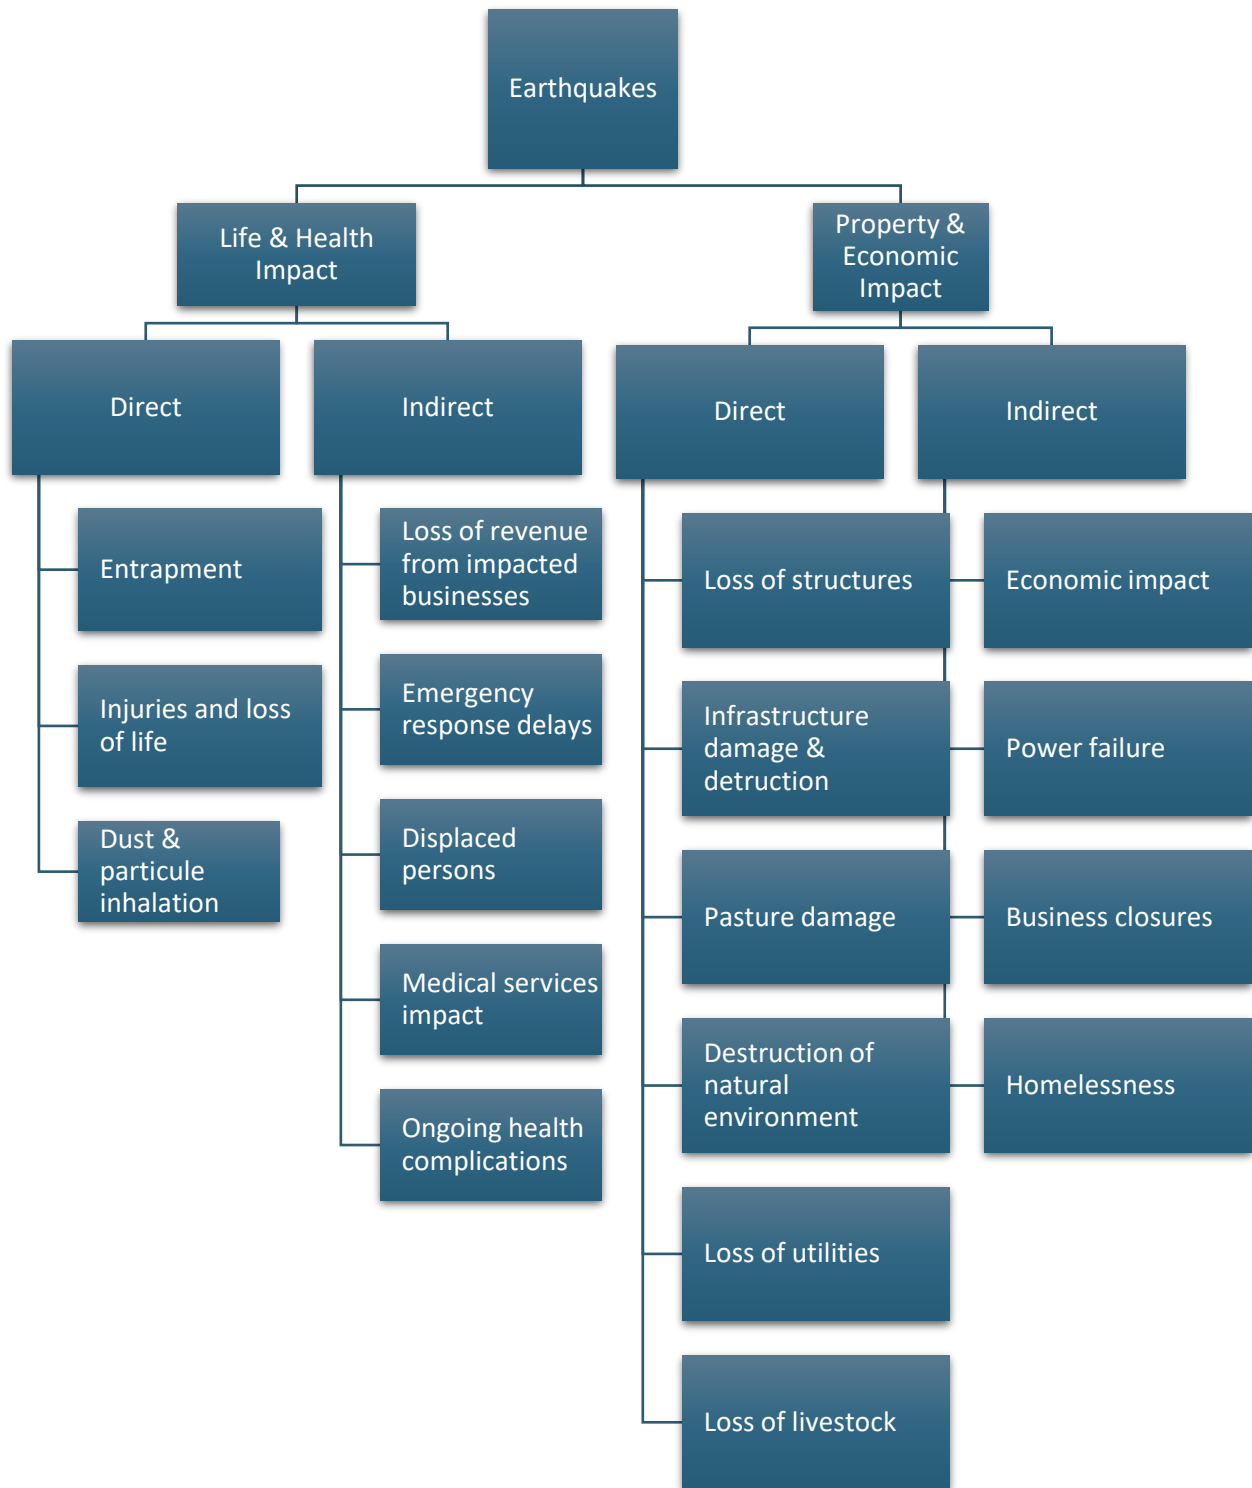 Earthquakes
Life & Health
Impact
Property &
Economic
Impact
Direct
Indirect
Direct
Indirect
Entrapment
Injuries and loss
of life
Dust &
particule
inhalation
Loss of revenue
from impacted
businesses
Emergency
response delays
Displaced
persons
Medical services
impact
Ongoing health
complications
Loss of structures
Infrastructure
damage &
detruction
Pasture damage
Destruction of
natural
environment
Loss of utilities
Loss of livestock
Economic impact
Power failure
Business closures
Homelessness